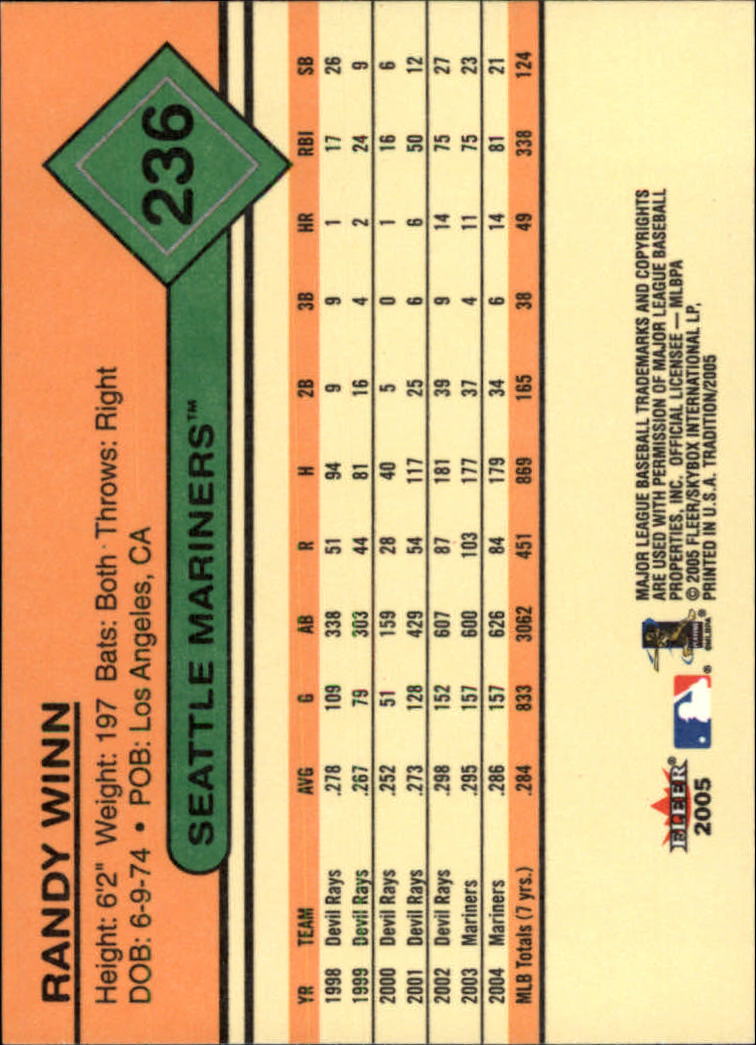 RANDY WINN
Height: 6'2" Weight: 197 Bats: Both · Throws: Right
DOB: 6-9-74 • POB: Los Angeles, CA
236
SEATTLE MARINERS™
YR TEAM AVG G AB R H 2B 3B HR RBI SB
1998 Devil Rays .278 109 338 51 94 9 9 1 17 26
1999 Devil Rays .267 79 303 44 81 16 4 2 24 9
2000 Devil Rays .252 51 159 28 40 5 0 1 16 6
2001 Devil Rays .273 128 429 54 117 25 6 6 50 12
2002 Devil Rays .298 152 607 87 181 39 9 14 75 27
2003 Mariners .295 157 600 103 177 37 4 11 75 23
2004 Mariners .286 157 626 84 179 34 6 14 81 21
MLB Totals (7 yrs.) .284 833 3062 451 869 165 38 49 338 124
FLEER®
2005
®
©MLBPA
MAJOR LEAGUE BASEBALL TRADEMARKS AND COPYRIGHTS
ARE USED WITH PERMISSION OF MAJOR LEAGUE BASEBALL
PROPERTIES, INC. OFFICIAL LICENSEE — MLBPA
© 2005 FLEER/SKYBOX INTERNATIONAL LP,
PRINTED IN U.S.A. TRADITION/2005